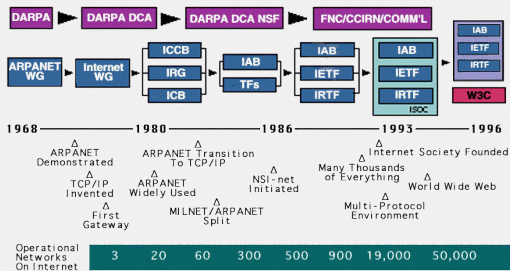 DARPA
DARPA DCA
DARPA DCA NSF
FNC/CCIRN/COMM'L
ARPANET
WG
Internet
WG
ICCB
IRG
ICB
IAB
TFs
IAB
IETF
IRTF
IAB
IETF
IRTF
ISOC
IAB
IETF
IRTF
W3C
1968
1980
1986
1993
1996
ARPANET
Demonstrated
TCP/IP
Invented
First
Gateway
ARPANET Transition
To TCP/IP
ARPANET
Widely Used
MILNET/ARPANET
Split
NSI-net
Initiated
Internet Society Founded
Many Thousands
of Everything
World Wide Web
Multi-Protocol
Environment
Operational
Networks
On Internet
3 20 60 300 500 900 19,000 50,000